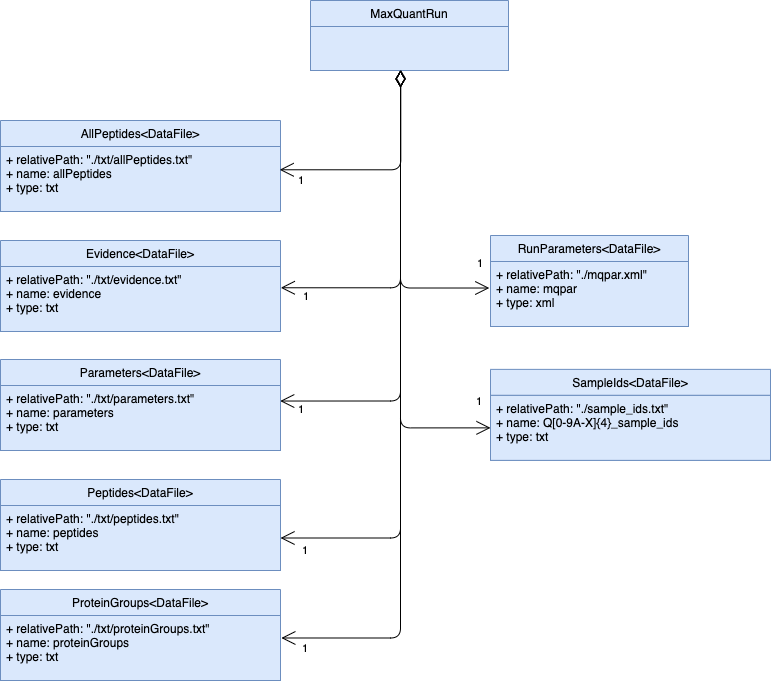 MaxQuantRun
AllPeptides<DataFile>
+ relativePath: "./txt/allPeptides.txt"
+ name: allPeptides
+ type: txt
1
Evidence<DataFile>
+ relativePath: "./txt/evidence.txt"
+ name: evidence
+ type: txt
1
RunParameters<DataFile>
+ relativePath: "./mqpar.xml"
+ name: mqpar
+ type: xml
1
Parameters<DataFile>
+ relativePath: "./txt/parameters.txt"
+ name: parameters
+ type: txt
1
SampleIds<DataFile>
+ relativePath: "./sample_ids.txt"
+ name: Q[0-9A-X]{4}_sample_ids
+ type: txt
1
Peptides<DataFile>
+ relativePath: "./txt/peptides.txt"
+ name: peptides
+ type: txt
1
ProteinGroups<DataFile>
+ relativePath: "./txt/proteinGroups.txt"
+ name: proteinGroups
+ type: txt
1